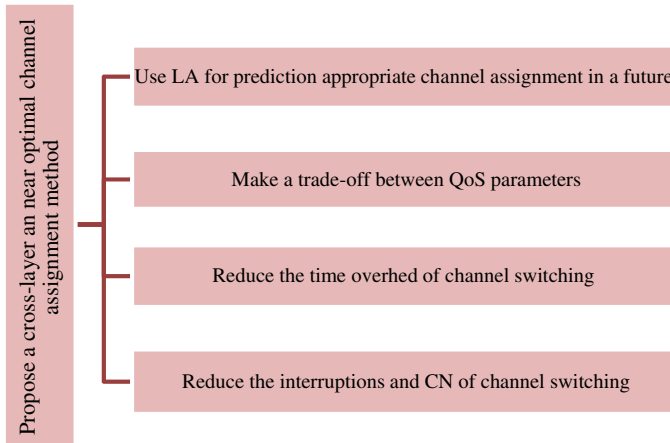 Propose a cross-layer an near optimal channel
assignment method
Use LA for prediction appropriate channel assignment in a future
Make a trade-off between QoS parameters
Reduce the time overhed of channel switching
Reduce the interruptions and CN of channel switching